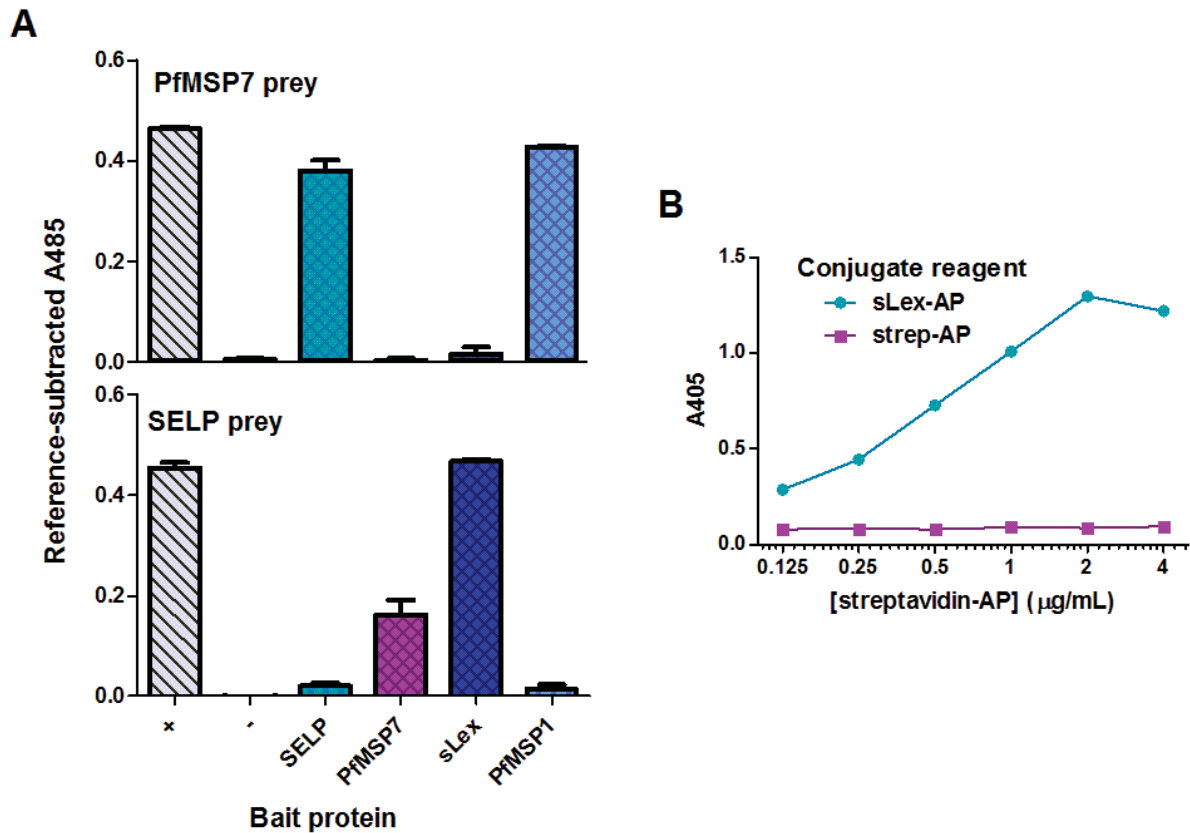 A
PfMSP7 prey
0.6
0.4
0.2
0.0
SELP prey
0.6
0.4
0.2
0.0
Reference-subtracted A485
+
-
SELP
PfMSP7
sLex
PfMSP1
Bait protein
B
Conjugate reagent
sLex-AP
strep-AP
1.5
1.0
0.5
0.0
A405
0.125 0.25 0.5 1 2 4
[streptavidin-AP] (µg/mL)